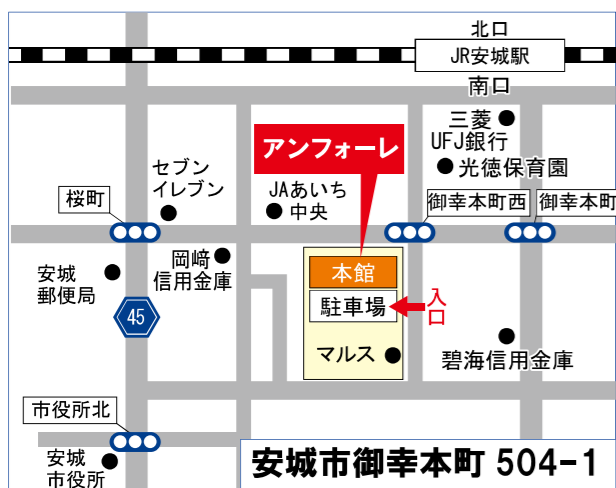 北口
JR安城駅
南口
三菱
UFJ銀行
光徳保育園
アンフォーレ
セブン
イレブン
JAあいち
中央
桜町
御幸本町西
御幸本町
岡﨑
信用金庫
本館
駐車場
入口
安城
郵便局
45
マルス
碧海信用金庫
市役所北
安城
市役所
安城市御幸本町 504-1